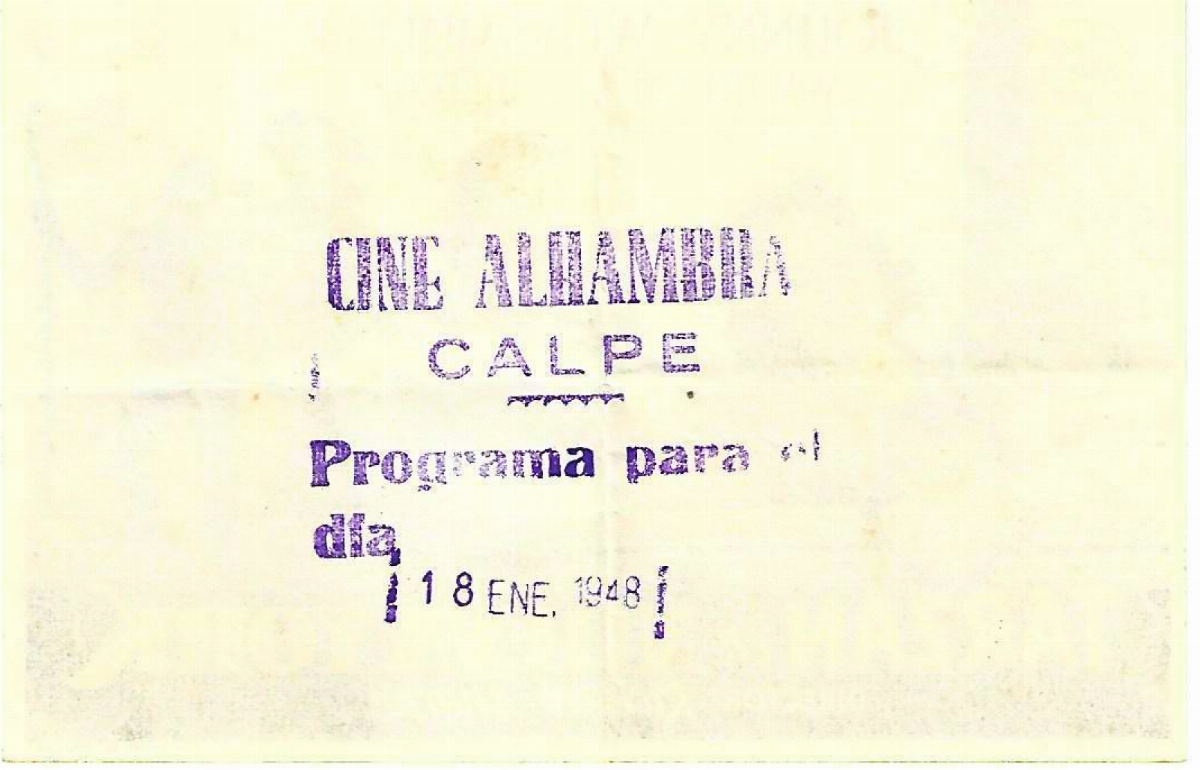 CINE ALHAMBRA
CALPE
Programa para el
día
18 ENE. 1948